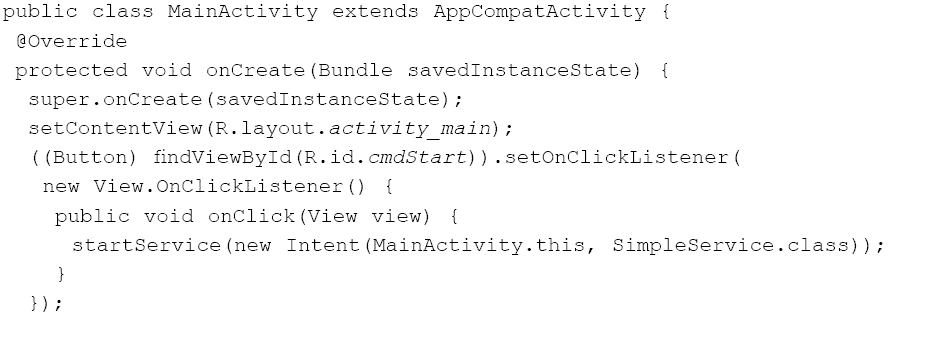 public class MainActivity extends AppCompatActivity {
@Override
protected void onCreate(Bundle savedInstanceState) {
super.onCreate(savedInstanceState);
setContentView(R.layout.activity_main);
((Button) findViewById(R.id.cmdStart)).setOnClickListener(
new View.OnClickListener() {
public void onClick(View view) {
startService(new Intent(MainActivity.this, SimpleService.class));
}
});